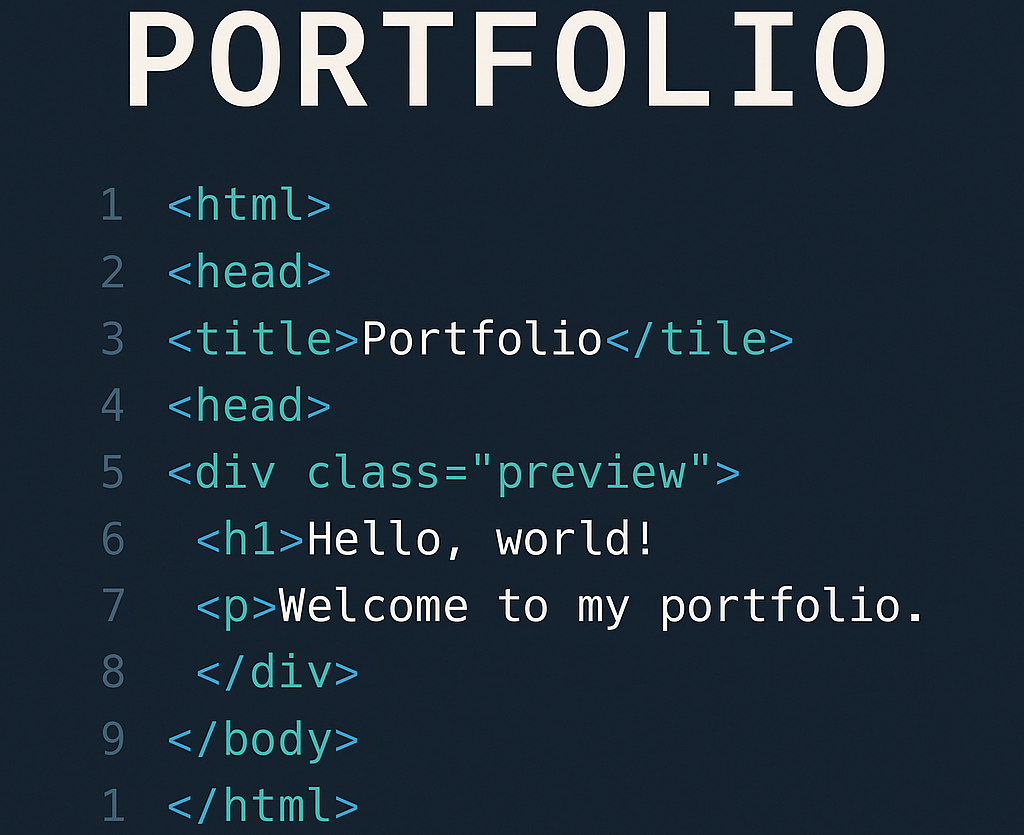 PORTFOLIO
1 <html>
2 <head>
3 <title>Portfolio</tile>
4 <head>
5 <div class="preview">
6 <h1>Hello, world!
7 <p>Welcome to my portfolio.
8 </div>
9 </body>
1 </html>